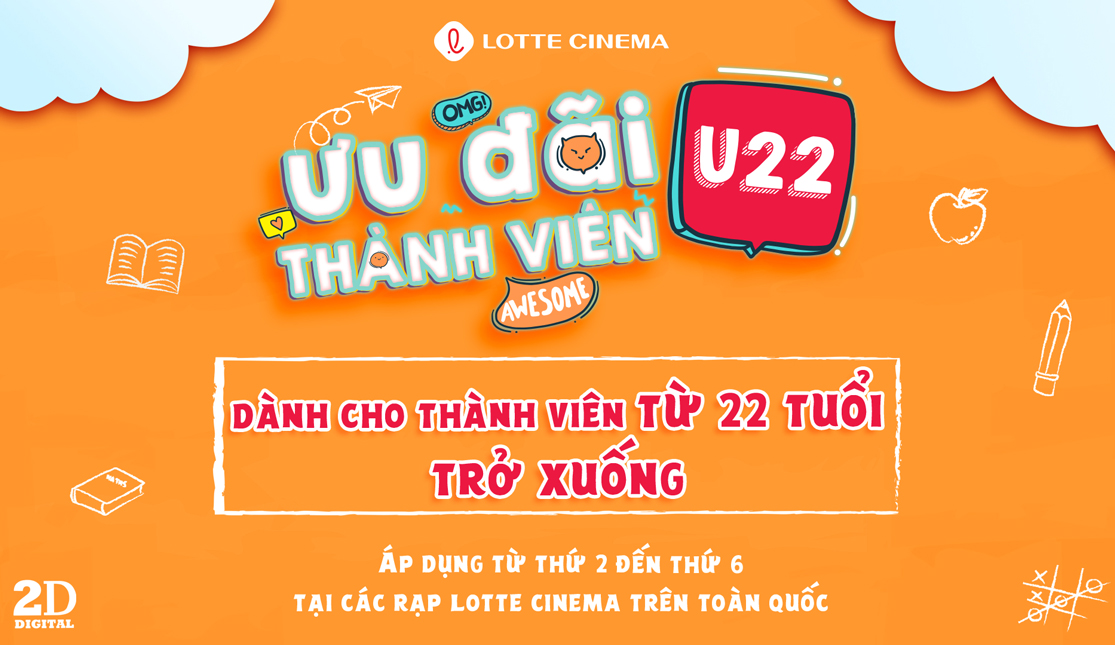 LOTTE CINEMA
OMG!
ưu đãi
U22
THÀNH VIÊN
AWESOME
DÀNH CHO THÀNH VIÊN TỪ 22 TUỔI
TRỞ XUỐNG
MATHS
ÁP DỤNG TỪ THỨ 2 ĐẾN THỨ 6
TẠI CÁC RẠP LOTTE CINEMA TRÊN TOÀN QUỐC
2D
DIGITAL